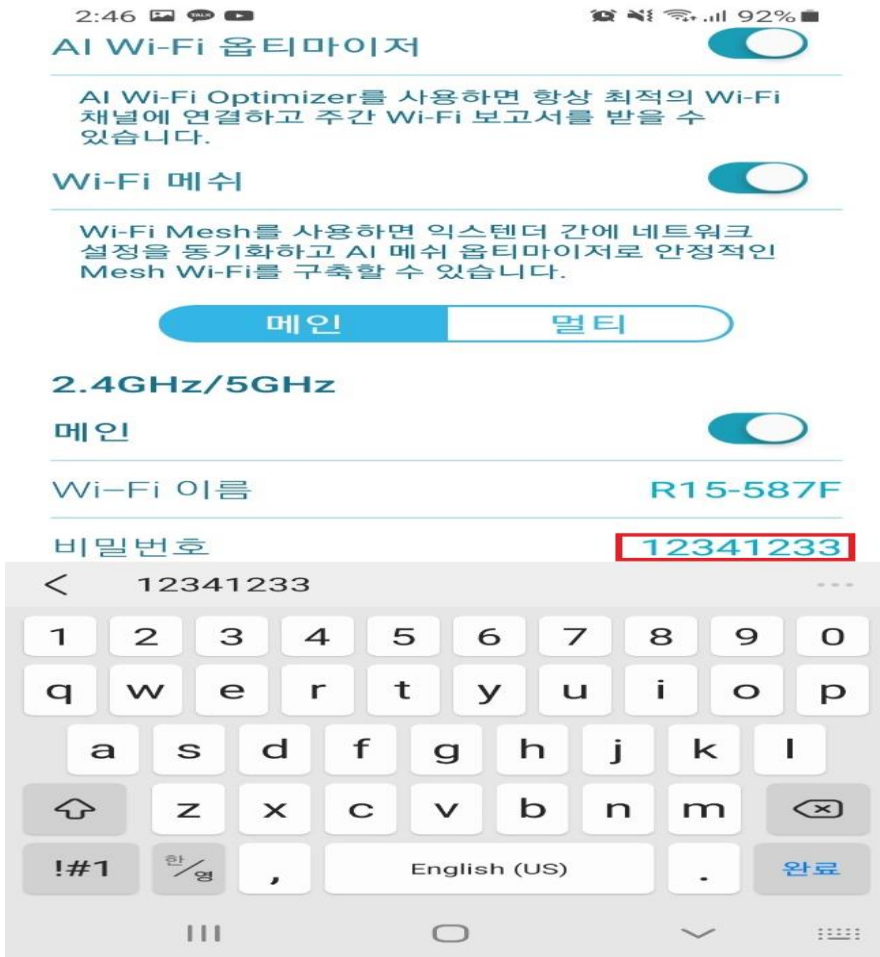 2:46 TALK 92%
AI Wi-Fi 옵티마이저
AI Wi-Fi Optimizer를 사용하면 항상 최적의 Wi-Fi
채널에 연결하고 주간 Wi-Fi 보고서를 받을 수
있습니다.
Wi-Fi 메쉬
Wi-Fi Mesh를 사용하면 익스텐더 간에 네트워크
설정을 동기화하고 AI 메쉬 옵티마이저로 안정적인
Mesh Wi-Fi를 구축할 수 있습니다.
메인 멀티
2.4GHz/5GHz
메인
Wi-Fi 이름 R15-587F
비밀번호 12341233
12341233
1 2 3 4 5 6 7 8 9 0
q w e r t y u i o p
a s d f g h j k l
z x c v b n m
!#1 한/영 , English (US) . 완료